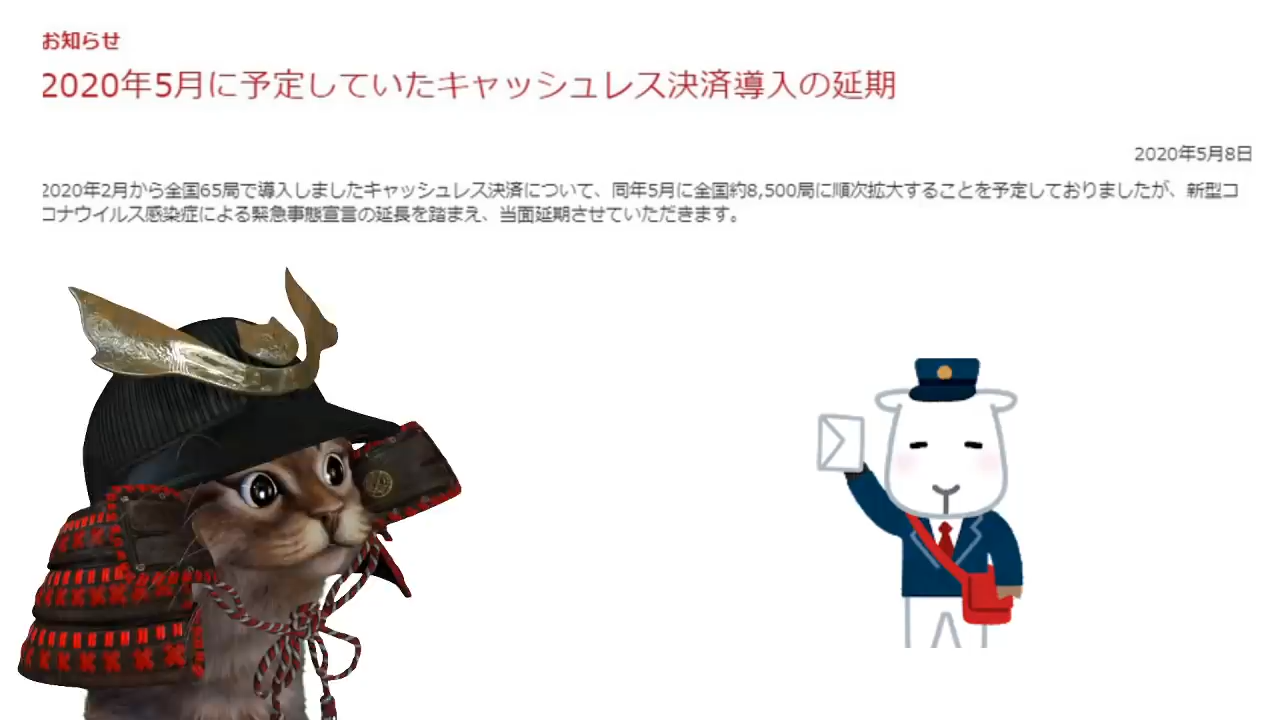 お知らせ
2020年5月に予定していたキャッシュレス決済導入の延期
2020年5月8日
2020年2月から全国65局で導入しましたキャッシュレス決済について、同年5月に全国約8,500局に順次拡大することを予定しておりましたが、新型コ
コナウイルス感染症による緊急事態宣言の延長を踏まえ、当面延期させていただきます。